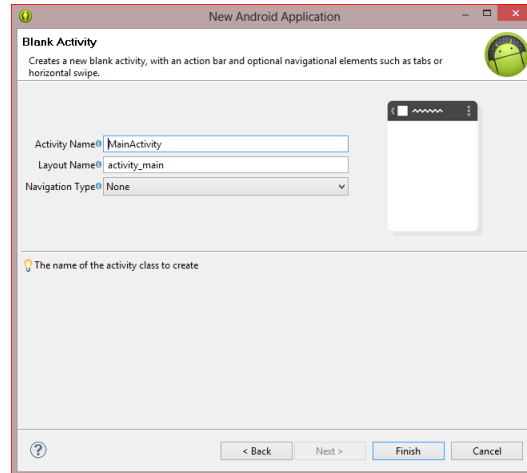 New Android Application
Blank Activity
Creates a new blank activity, with an action bar and optional navigational elements such as tabs or
horizontal swipe.
Activity Name MainActivity
Layout Name activity_main
Navigation Type None
The name of the activity class to create
< Back Next > Finish Cancel